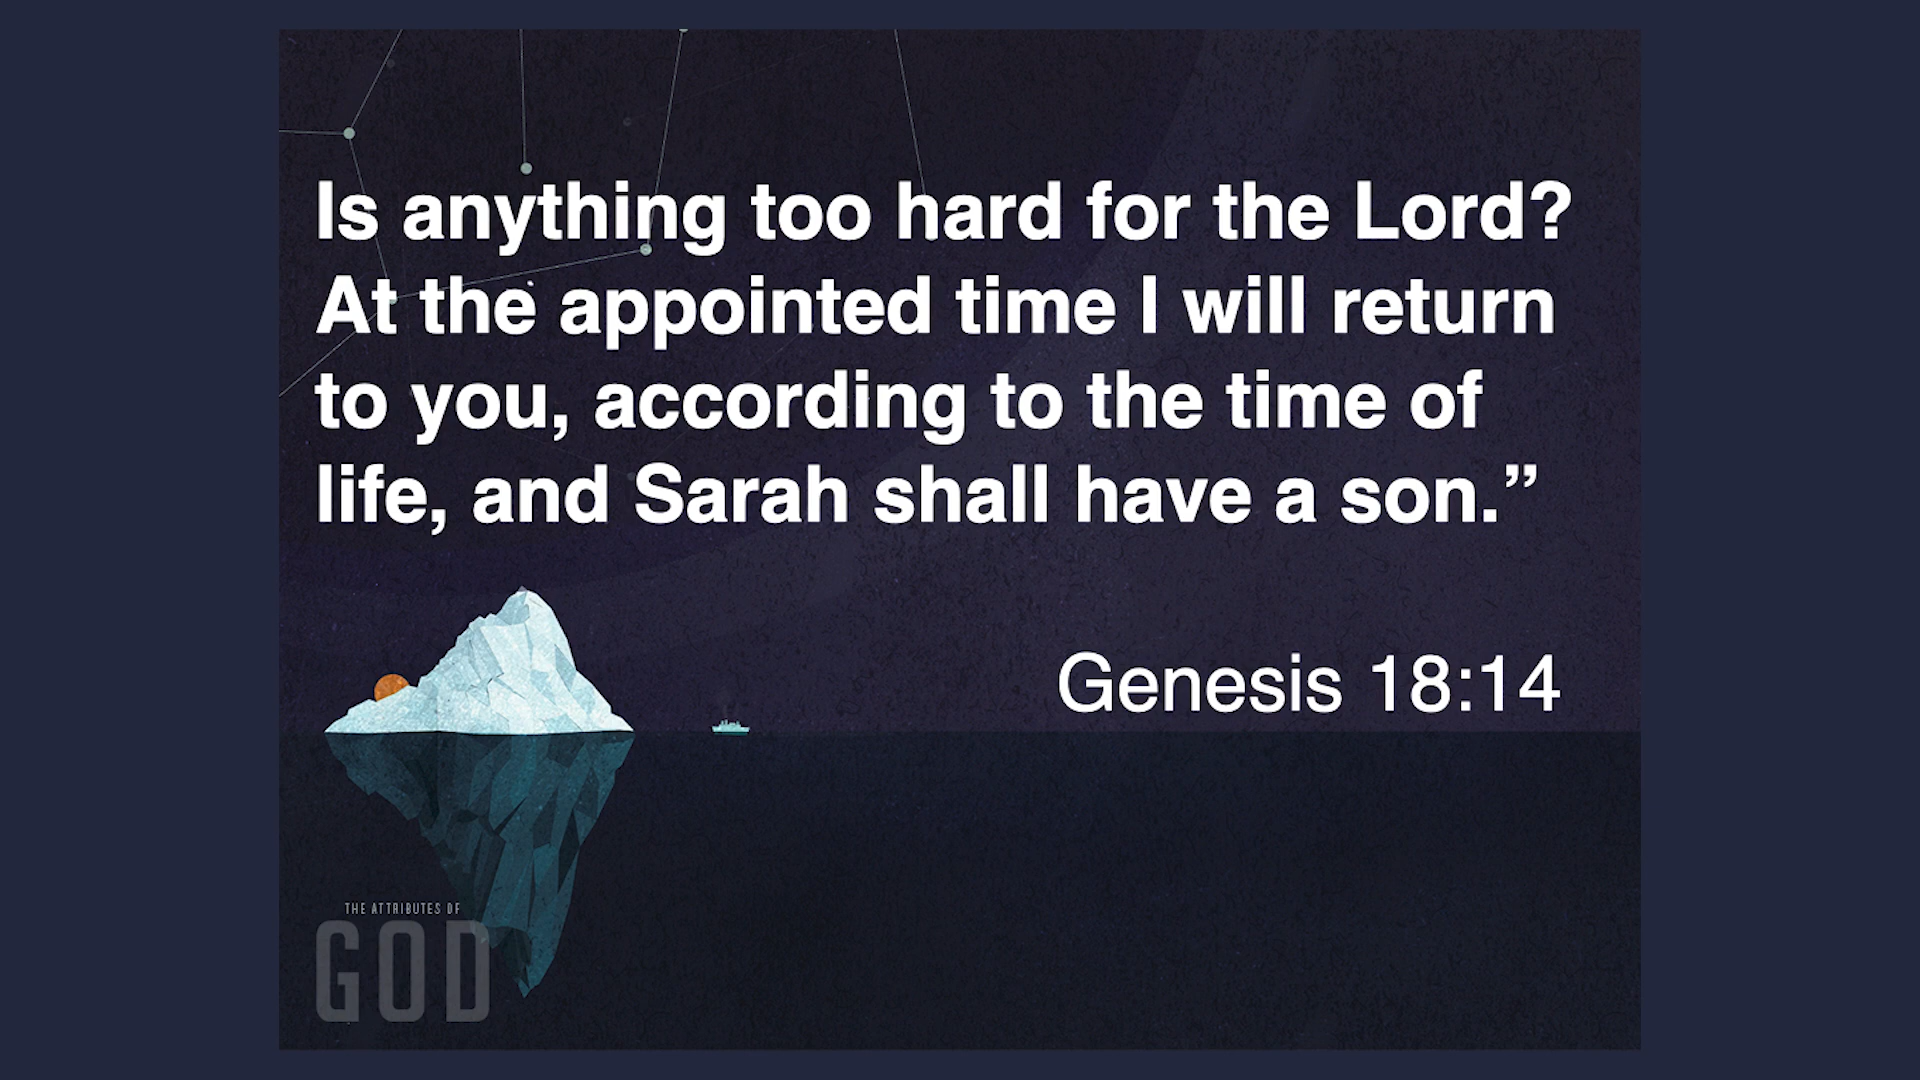 Is anything too hard for the Lord?
At the appointed time I will return
to you, according to the time of
life, and Sarah shall have a son.”
Genesis 18:14
THE ATTRIBUTES OF
GOD